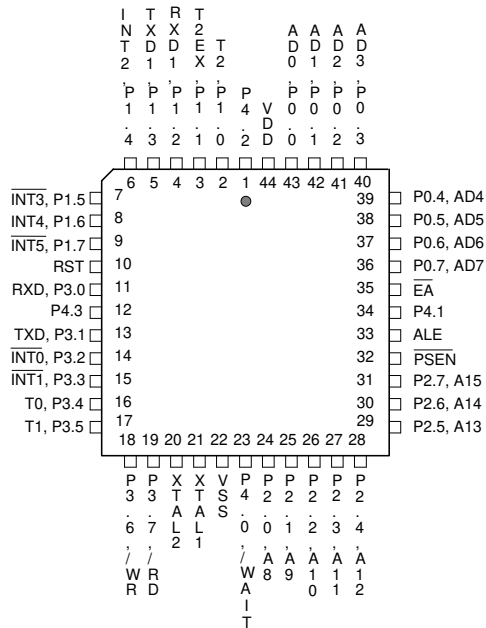 INT2, P1.4
TXD1, P1.3
RXD1, P1.2
T2EX, P1.1
T2, P1.0
P4.2
VDD
AD0, P0.0
AD1, P0.1
AD2, P0.2
AD3, P0.3
6 5 4 3 2 1 44 43 42 41 40
INT3, P1.5 7
INT4, P1.6 8
INT5, P1.7 9
RST 10
RXD, P3.0 11
P4.3 12
TXD, P3.1 13
INT0, P3.2 14
INT1, P3.3 15
T0, P3.4 16
T1, P3.5 17
39 P0.4, AD4
38 P0.5, AD5
37 P0.6, AD6
36 P0.7, AD7
35 EA
34 P4.1
33 ALE
32 PSEN
31 P2.7, A15
30 P2.6, A14
29 P2.5, A13
18 19 20 21 22 23 24 25 26 27 28
P3.6, /WR
P3.7, /RD
XTAL2
XTAL1
VSS
P4.0, /WAIT
P2.0, A8
P2.1, A9
P2.2, A10
P2.3, A11
P2.4, A12